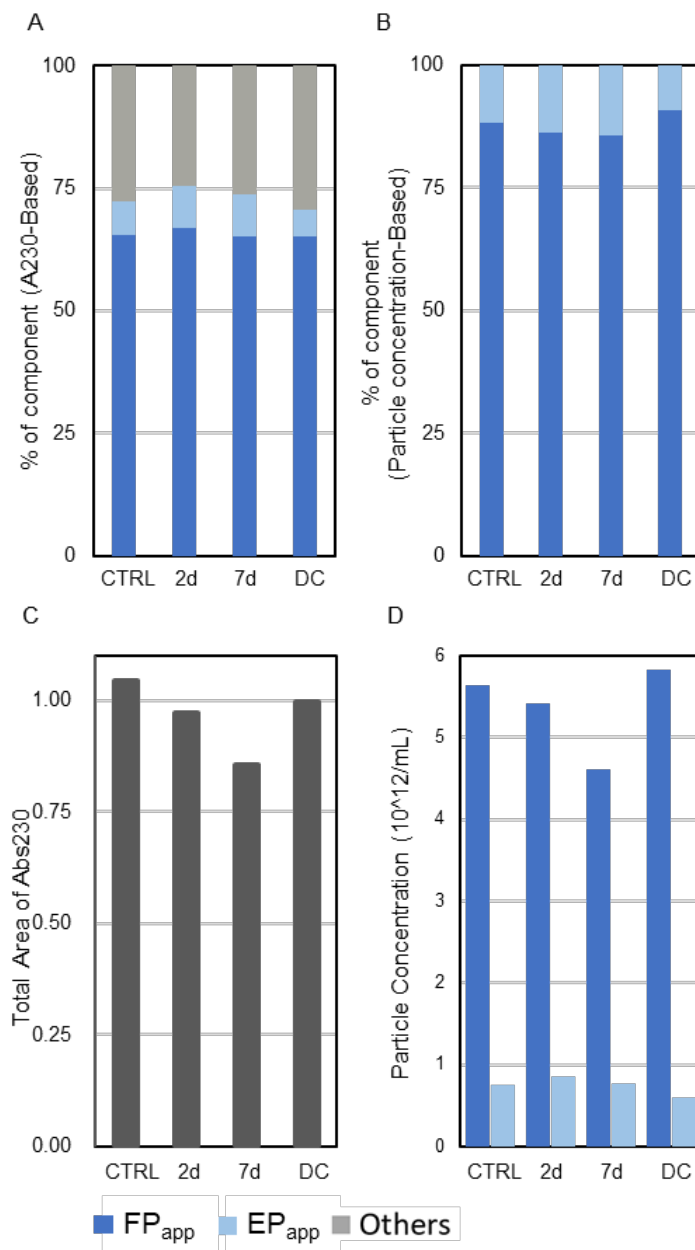 A
% of component (A230-Based)
100
75
50
25
0
CTRL 2d 7d DC
B
% of component
(Particle concentration-Based)
100
75
50
25
0
CTRL 2d 7d DC
C
Total Area of Abs230
1.00
0.75
0.50
0.25
0.00
CTRL 2d 7d DC
D
Particle Concentration (10^12/mL)
6
5
4
3
2
1
0
CTRL 2d 7d DC
FPapp EPapp Others